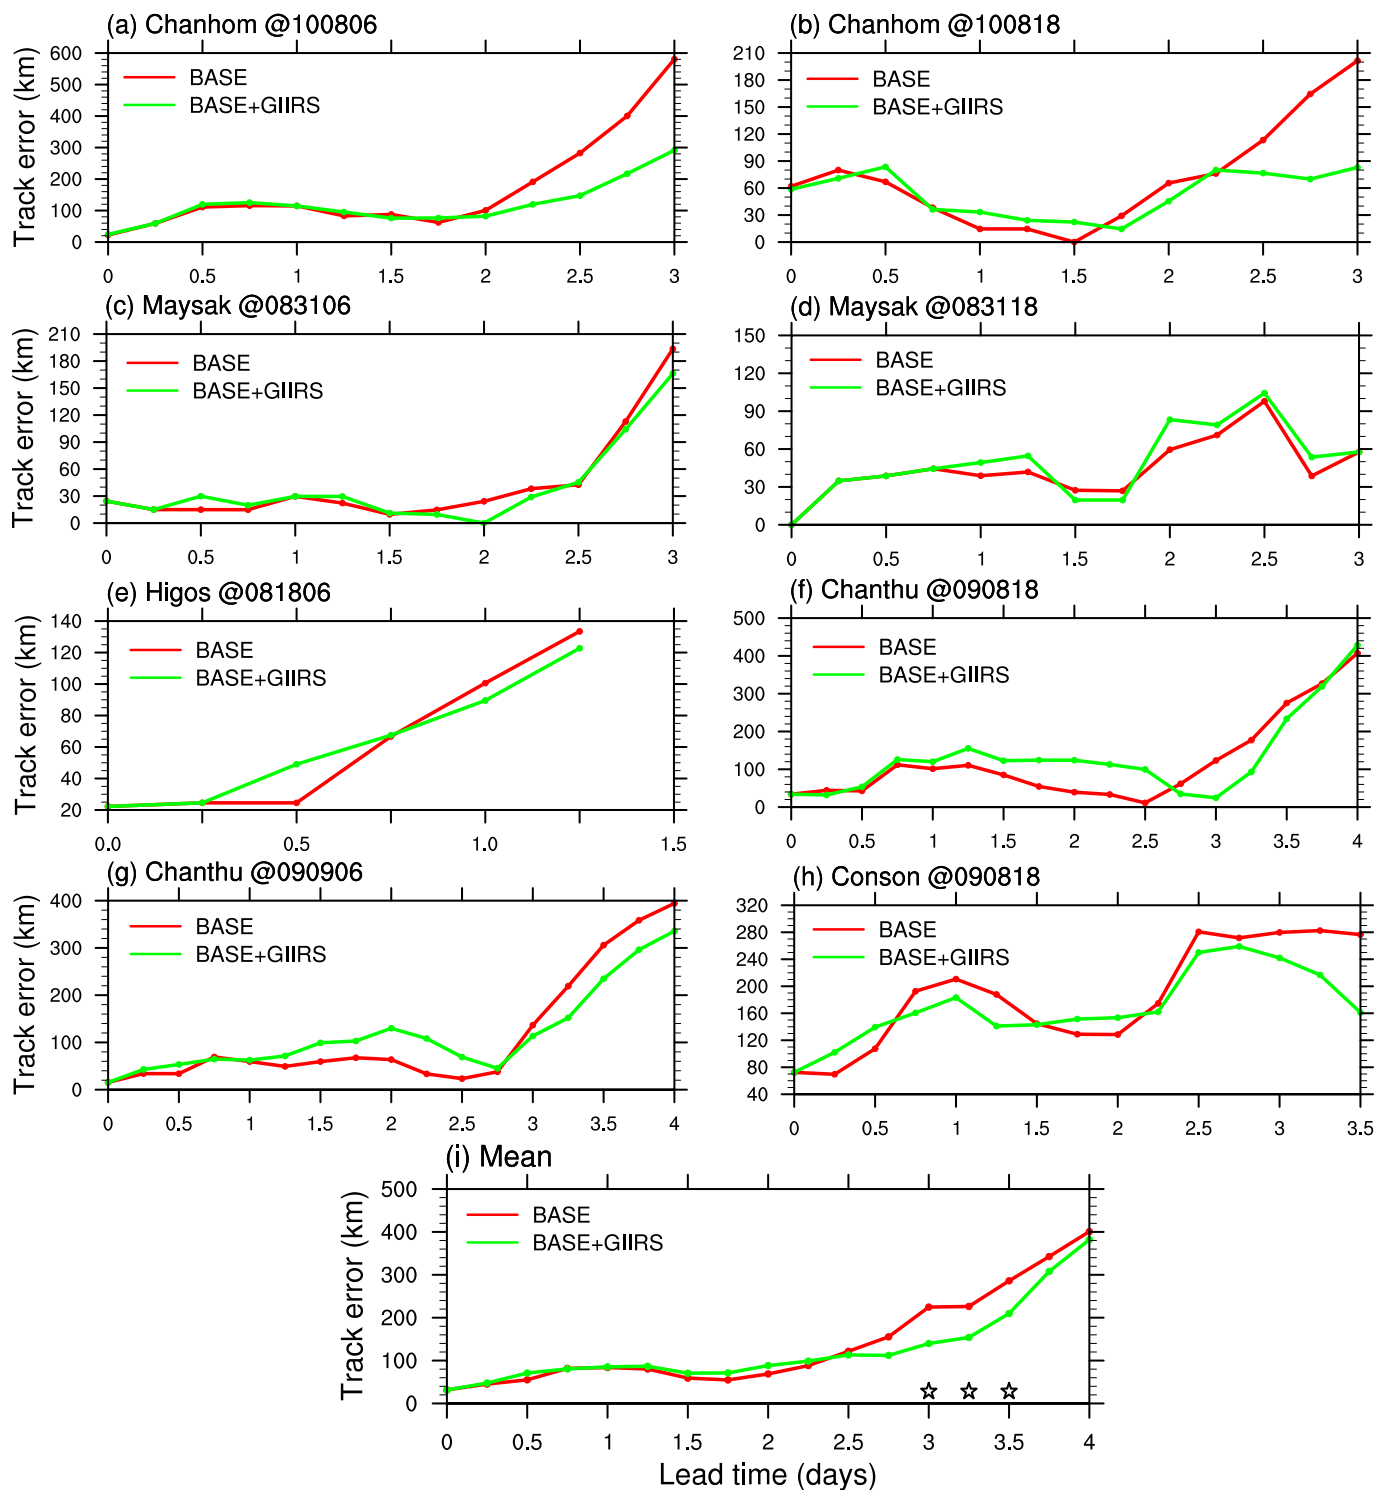 (a) Chanhom @100806
Track error (km)
600
500
400
300
200
100
0
BASE
BASE+GIIRS
0 0.5 1 1.5 2 2.5 3
(b) Chanhom @100818
210
180
150
120
90
60
30
0
BASE
BASE+GIIRS
0 0.5 1 1.5 2 2.5 3
(c) Maysak @083106
Track error (km)
210
180
150
120
90
60
30
0
BASE
BASE+GIIRS
0 0.5 1 1.5 2 2.5 3
(d) Maysak @083118
150
120
90
60
30
0
BASE
BASE+GIIRS
0 0.5 1 1.5 2 2.5 3
(e) Higos @081806
Track error (km)
140
120
100
80
60
40
20
BASE
BASE+GIIRS
0.0 0.5 1.0 1.5
(f) Chanthu @090818
500
400
300
200
100
0
BASE
BASE+GIIRS
0 0.5 1 1.5 2 2.5 3 3.5 4
(g) Chanthu @090906
Track error (km)
400
300
200
100
0
BASE
BASE+GIIRS
0 0.5 1 1.5 2 2.5 3 3.5 4
(h) Conson @090818
320
280
240
200
160
120
80
40
BASE
BASE+GIIRS
0 0.5 1 1.5 2 2.5 3 3.5
(i) Mean
Track error (km)
500
400
300
200
100
0
BASE
BASE+GIIRS
0 0.5 1 1.5 2 2.5 3 3.5 4
Lead time (days)